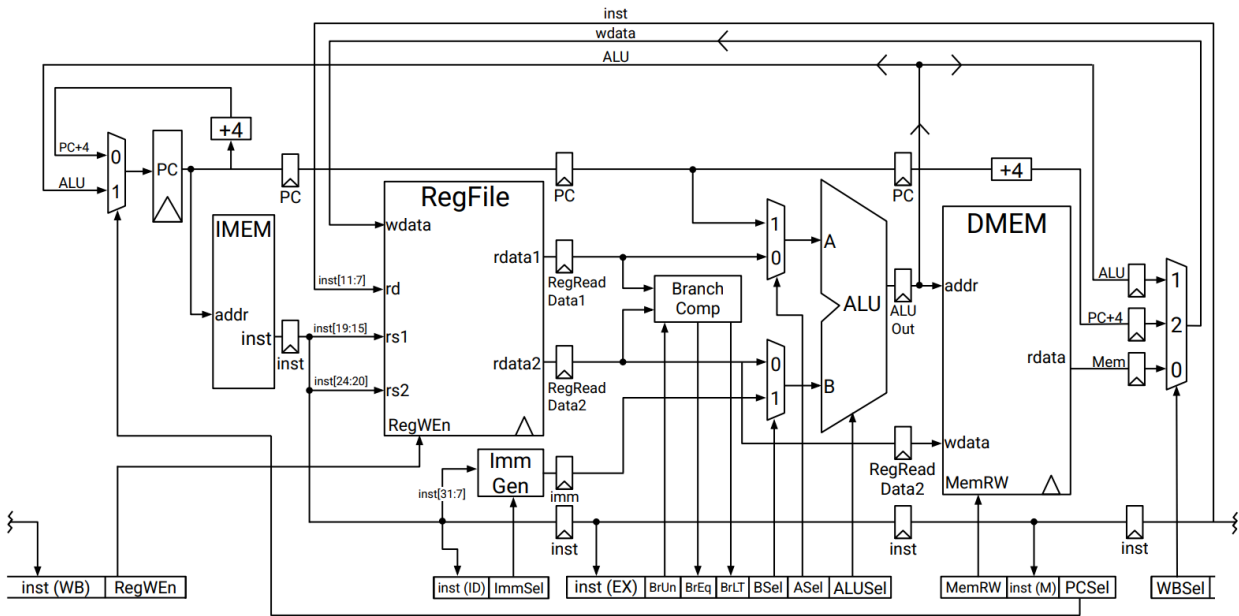 inst
wdata
ALU
+4
PC+4
0
PC
ALU
1
PC
PC
PC
+4
RegFile
IMEM
DMEM
wdata
1
A
rdata1
0
RegRead
Data1
Branch
Comp
ALU
ALU
Out
addr
ALU
1
inst[11:7]
rd
addr
PC+4
2
inst
inst
inst[19:15]
rs1
rdata2
RegRead
Data2
0
B
1
rdata
Mem
0
inst[24:20]
rs2
RegWEn
wdata
RegRead
Data2
Imm
Gen
imm
inst[31:7]
MemRW
inst
inst
inst
inst (WB)
RegWEn
inst (ID)
ImmSel
inst (EX)
BrUn
BrEq
BrLT
BSel
ASel
ALUSel
MemRW
inst (M)
PCSel
WBSel